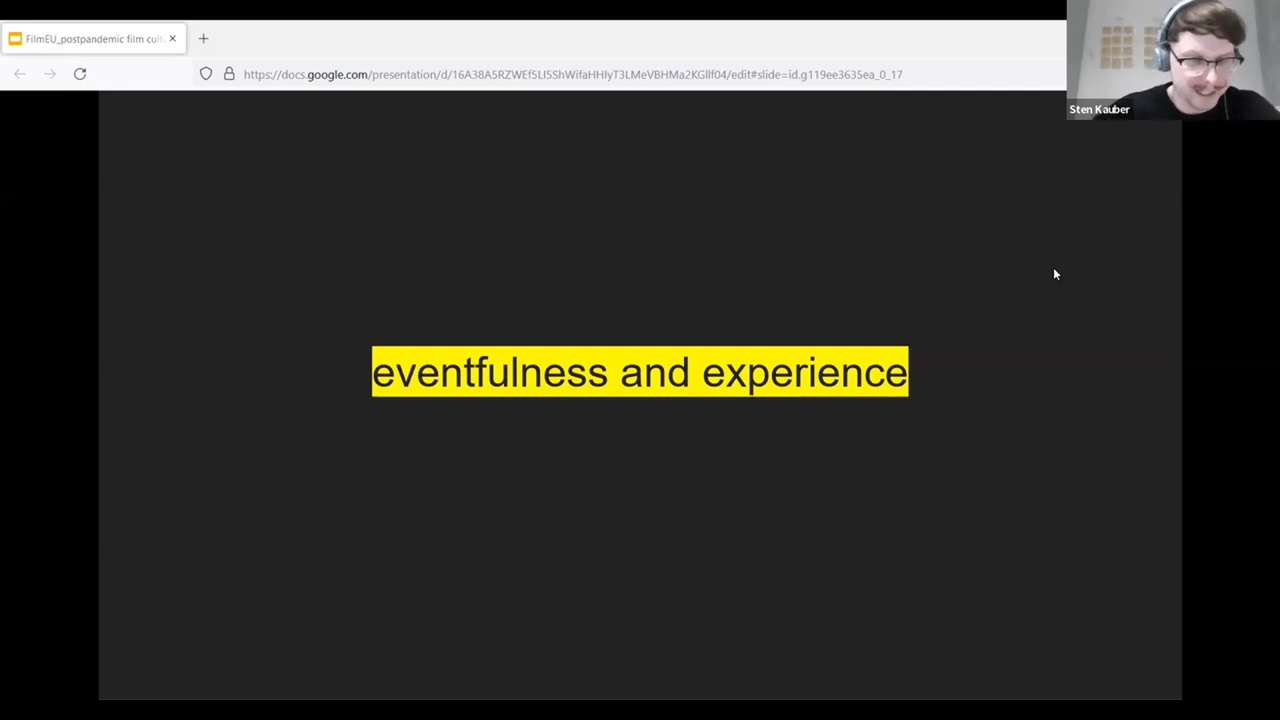 FilmEU_postpandemic film cult
https://docs.google.com/presentation/d/16A38A5RZWEf5LI5ShWifaHHIyT3LMeVBHMa2KGllf04/edit#slide=id.g119ee3635ea_0_17
Sten Kauber
eventfulness and experience